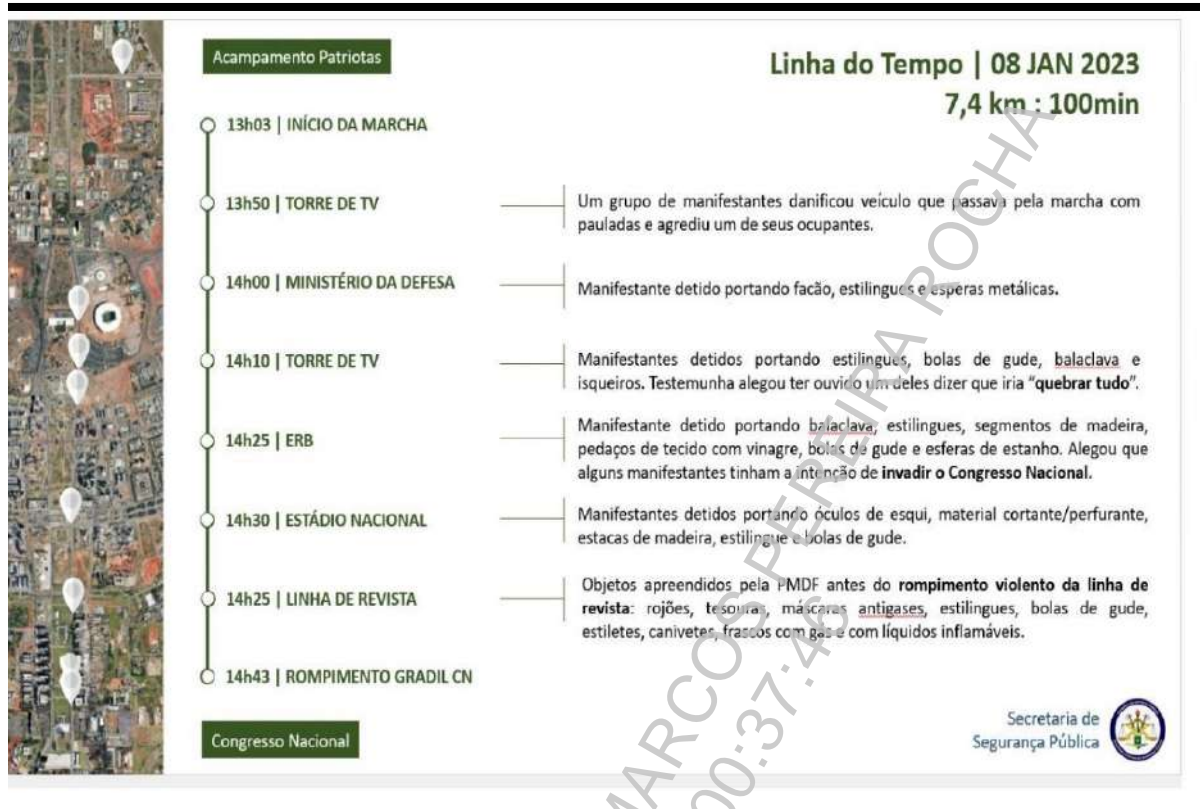 Acampamento Patriotas
Linha do Tempo | 08 JAN 2023
7,4 km : 100min
13h03 | INÍCIO DA MARCHA
13h50 | TORRE DE TV
Um grupo de manifestantes danificou veículo que passava pela marcha com
pauladas e agrediu um de seus ocupantes.
14h00 | MINISTÉRIO DA DEFESA
Manifestante detido portando facão, estilingues e esperas metálicas.
14h10 | TORRE DE TV
Manifestantes detidos portando estilingues, bolas de gude, balaclava e
isqueiros. Testemunha alegou ter ouvido um deles dizer que iria “quebrar tudo”.
14h25 | ERB
Manifestante detido portando balaclava, estilingues, segmentos de madeira,
pedaços de tecido com vinagre, bolas de gude e esferas de estanho. Alegou que
alguns manifestantes tinham a intenção de invadir o Congresso Nacional.
14h30 | ESTÁDIO NACIONAL
Manifestantes detidos portando óculos de esqui, material cortante/perfurante,
estacas de madeira, estilingue e bolas de gude.
14h25 | LINHA DE REVISTA
Objetos apreendidos pela PMDF antes do rompimento violento da linha de
revista: rojões, tesouras, máscaras antigases, estilingues, bolas de gude,
estiletes, canivetes, frascos com gás e com líquidos inflamáveis.
14h43 | ROMPIMENTO GRADIL CN
Congresso Nacional
Secretaria de
Segurança Pública
MARCOS PEREIRA ROCHA
00:37:46